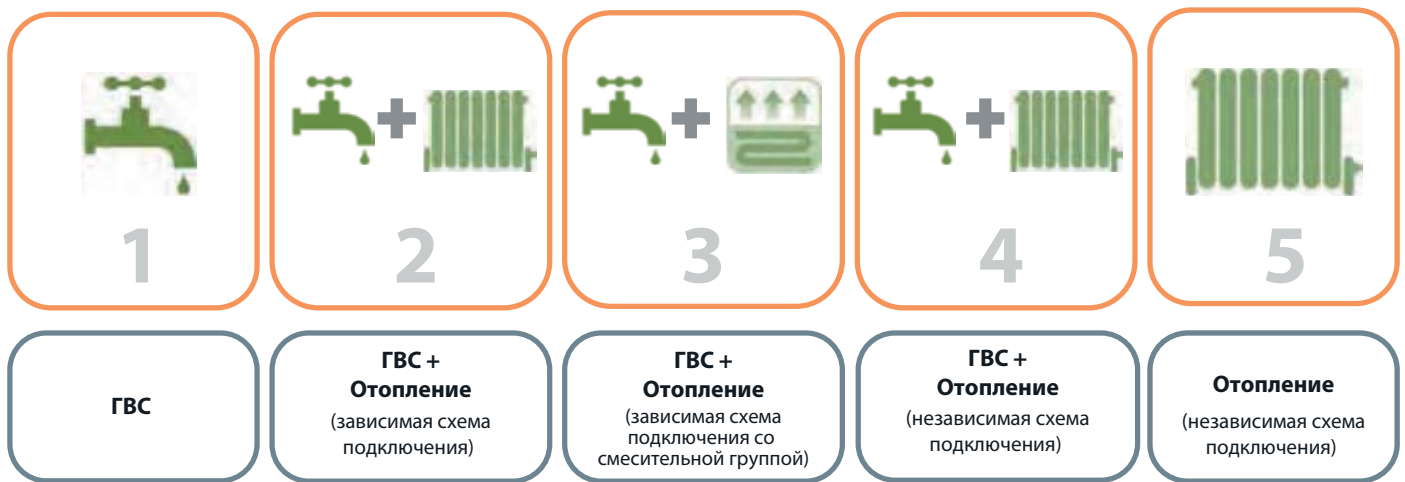 1
2
3
4
5
ГВС
ГВС +
Отопление
(зависимая схема
подключения)
ГВС +
Отопление
(зависимая схема
подключения со
смесительной группой)
ГВС +
Отопление
(независимая схема
подключения)
Отопление
(независимая схема
подключения)